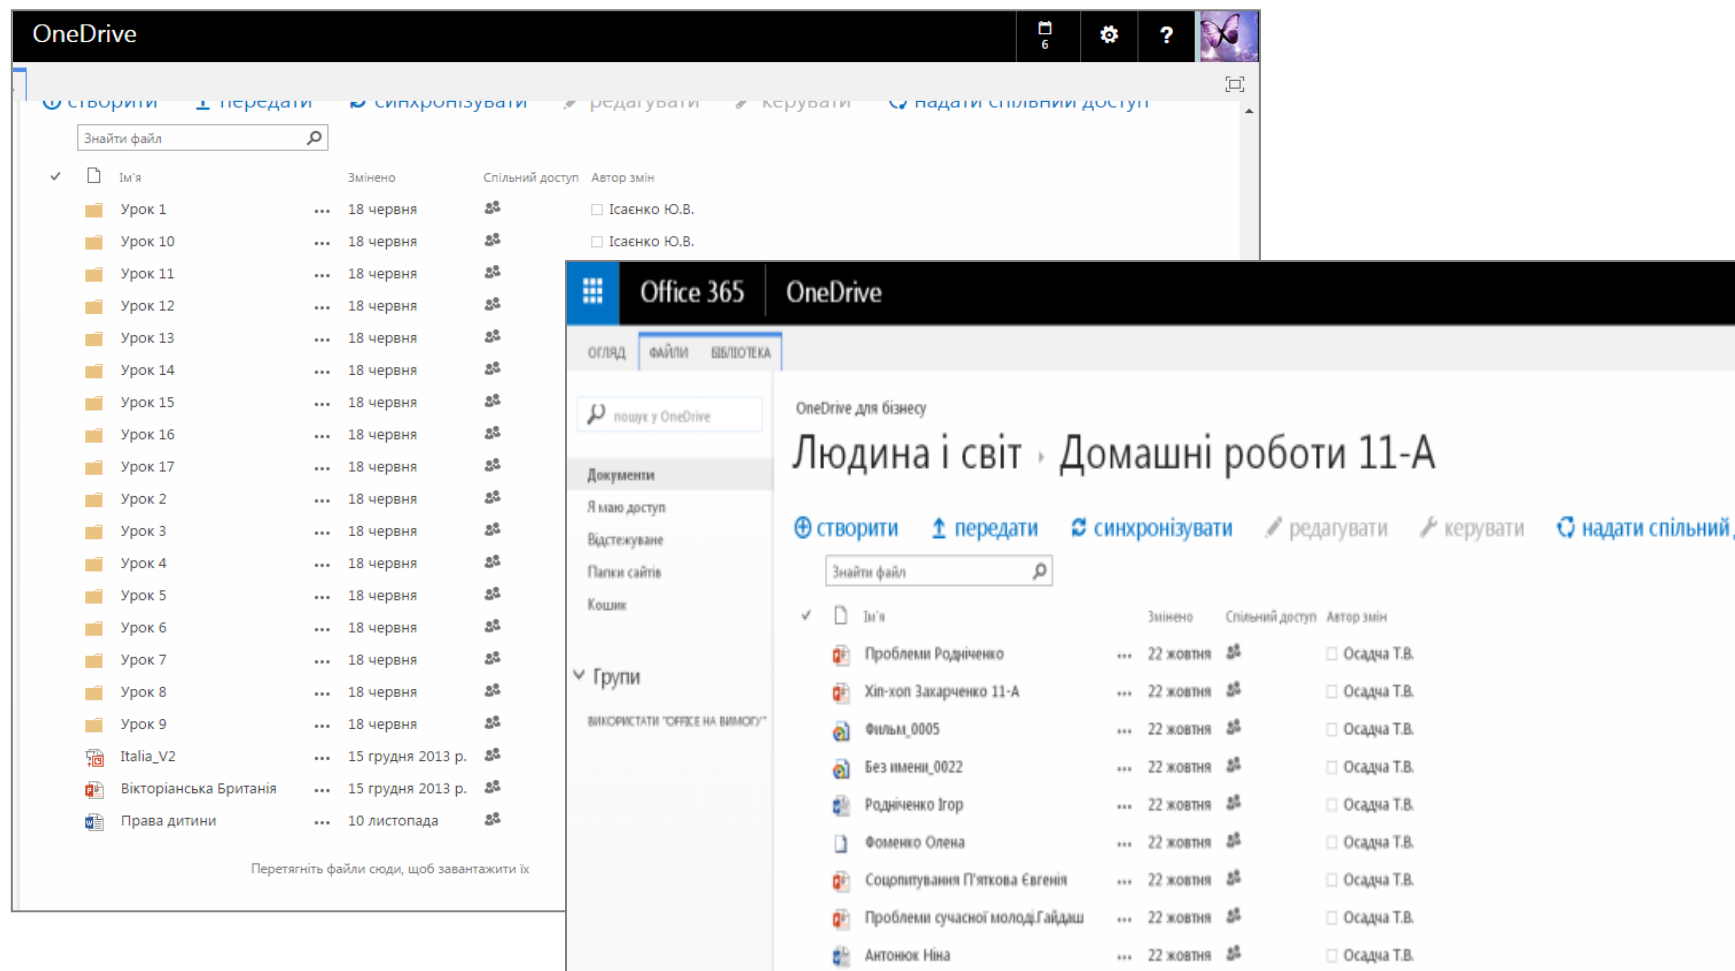 OneDrive
6
?
створити передати синхронізувати редагувати керувати надати спільний доступ
Знайти файл
Ім'я Змінено Спільний доступ Автор змін
Урок 1 ... 18 червня Ісаєнко Ю.В.
Урок 10 ... 18 червня Ісаєнко Ю.В.
Урок 11 ... 18 червня
Урок 12 ... 18 червня
Урок 13 ... 18 червня
Урок 14 ... 18 червня
Урок 15 ... 18 червня
Урок 16 ... 18 червня
Урок 17 ... 18 червня
Урок 2 ... 18 червня
Урок 3 ... 18 червня
Урок 4 ... 18 червня
Урок 5 ... 18 червня
Урок 6 ... 18 червня
Урок 7 ... 18 червня
Урок 8 ... 18 червня
Урок 9 ... 18 червня
Italia_V2 ... 15 грудня 2013 р.
Вікторіанська Британія ... 15 грудня 2013 р.
Права дитини ... 10 листопада
Перетягніть файли сюди, щоб завантажити їх
Office 365 OneDrive
ОГЛЯД ФАЙЛИ БІБЛІОТЕКА
пошук у OneDrive
Документи
Я маю доступ
Відстежуване
Папки сайтів
Кошик
Групи
ВИКОРИСТАТИ "OFFICE НА ВИМОГУ"
OneDrive для бізнесу
Людина і світ › Домашні роботи 11-А
створити передати синхронізувати редагувати керувати надати спільний
Знайти файл
Ім'я Змінено Спільний доступ Автор змін
Проблеми Родніченко ... 22 жовтня Осадча Т.В.
Хіп-хоп Захарченко 11-А ... 22 жовтня Осадча Т.В.
Фильм_0005 ... 22 жовтня Осадча Т.В.
Без имени_0022 ... 22 жовтня Осадча Т.В.
Родніченко Ігор ... 22 жовтня Осадча Т.В.
Фоменко Олена ... 22 жовтня Осадча Т.В.
Соцопитування П'яткова Євгенія ... 22 жовтня Осадча Т.В.
Проблеми сучасної молоді.Гайдаш ... 22 жовтня Осадча Т.В.
Антонюк Ніна ... 22 жовтня Осадча Т.В.